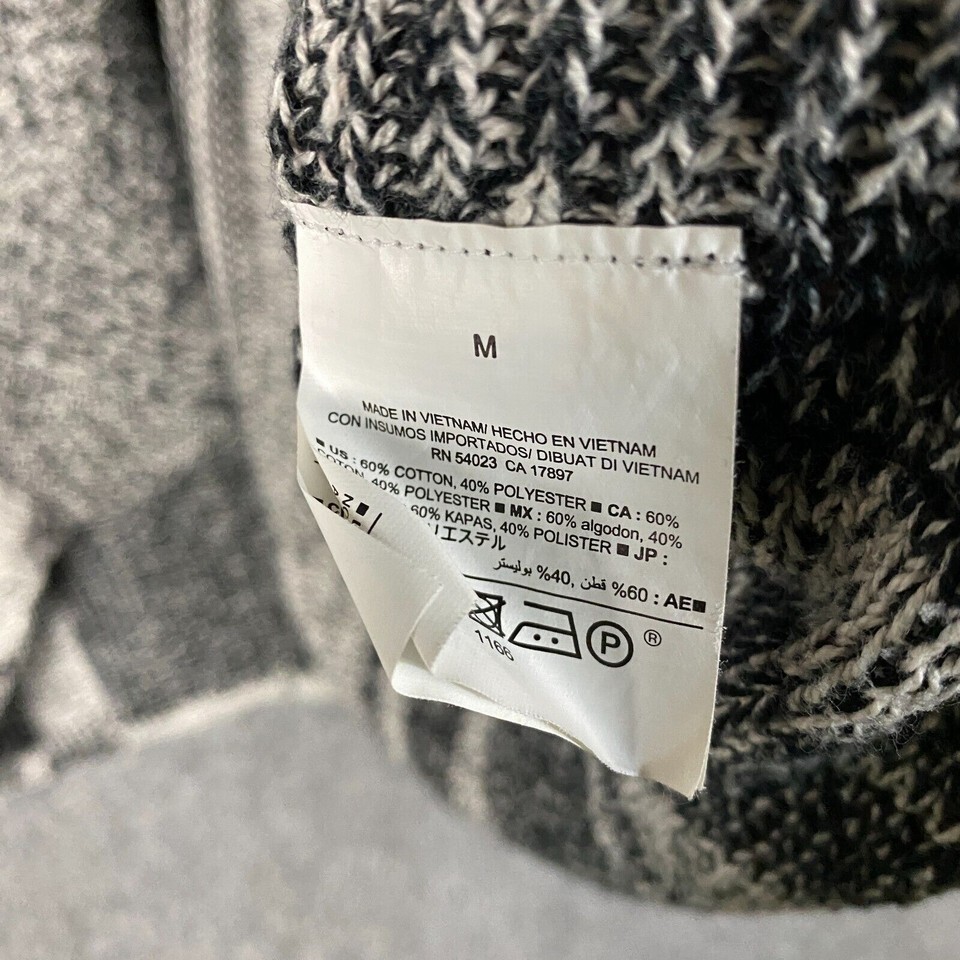 M
MADE IN VIETNAM/ HECHO EN VIETNAM
CON INSUMOS IMPORTADOS/ DIBUAT DI VIETNAM
RN 54023 CA 17897
■ US : 60% COTTON, 40% POLYESTER ■ CA : 60%
COTON, 40% POLYESTER ■ MX : 60% algodon, 40%
60% KAPAS, 40% POLISTER ■ JP :
リエステル
■AE : 60% قطن ,40% بوليستر
P ®
1166